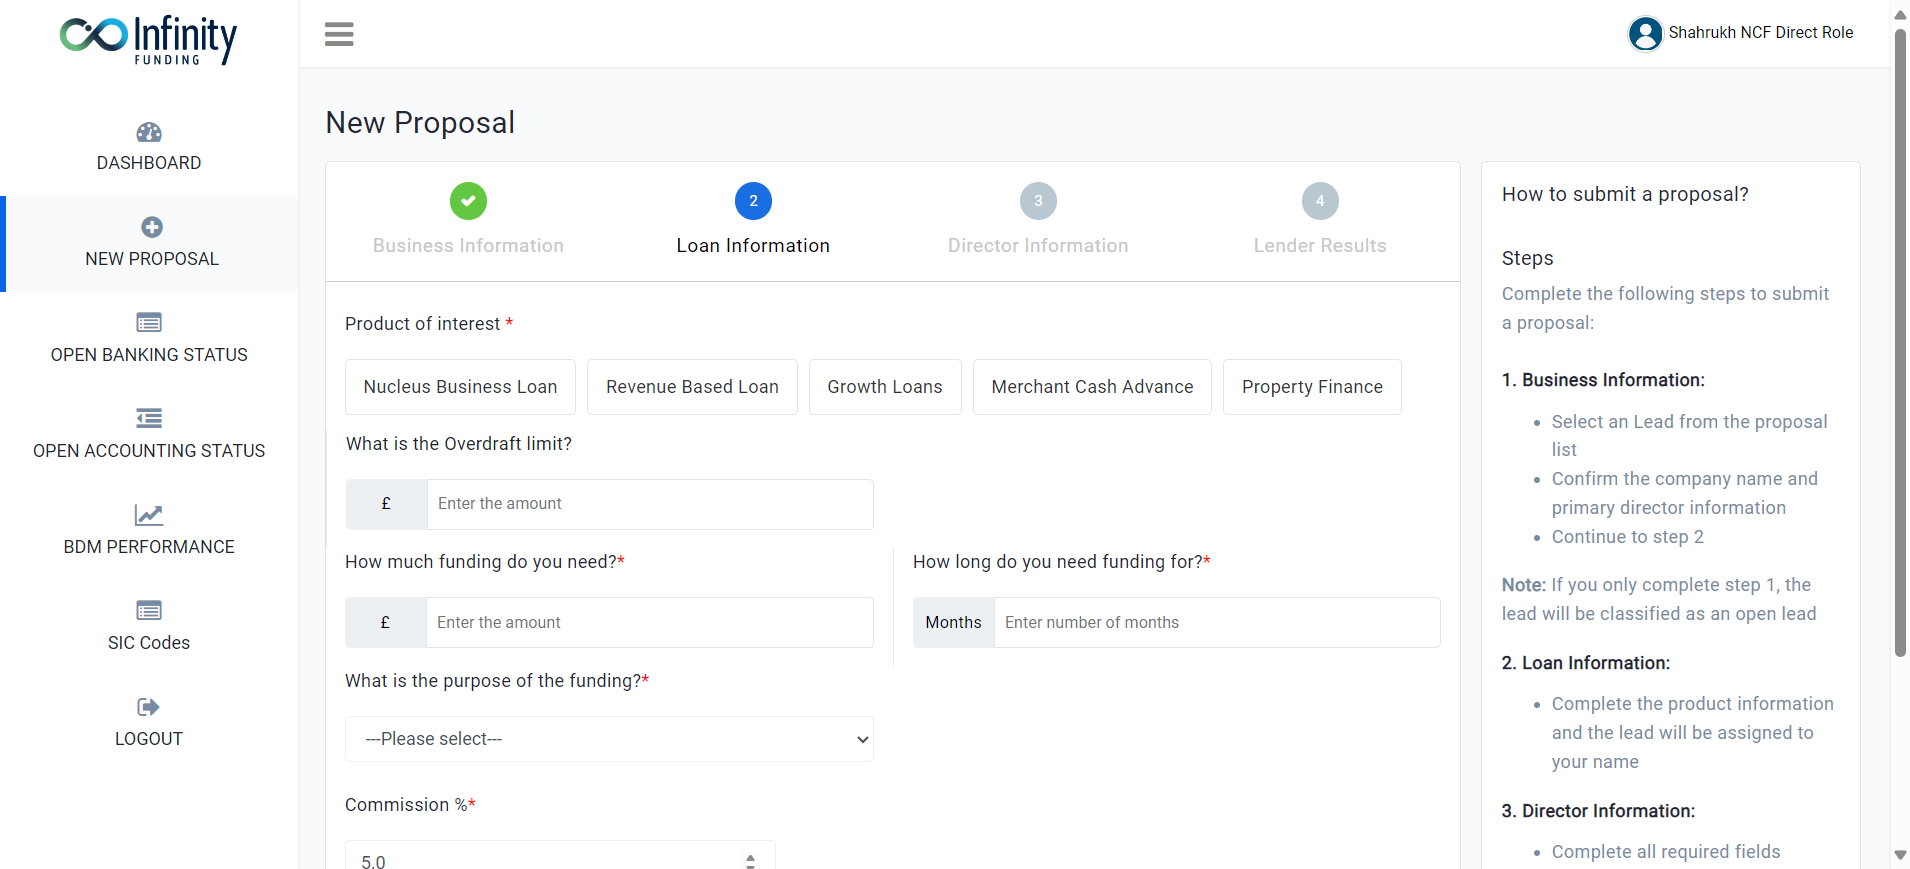 Infinity
FUNDING
Shahrukh NCF Direct Role
DASHBOARD
NEW PROPOSAL
OPEN BANKING STATUS
OPEN ACCOUNTING STATUS
BDM PERFORMANCE
SIC Codes
LOGOUT
New Proposal
2
3
4
Business Information
Loan Information
Director Information
Lender Results
Product of interest *
Nucleus Business Loan
Revenue Based Loan
Growth Loans
Merchant Cash Advance
Property Finance
What is the Overdraft limit?
£
Enter the amount
How much funding do you need?*
£
Enter the amount
How long do you need funding for?*
Months
Enter number of months
What is the purpose of the funding?*
---Please select---
Commission %*
5.0
How to submit a proposal?
Steps
Complete the following steps to submit
a proposal:
1. Business Information:
• Select an Lead from the proposal
list
• Confirm the company name and
primary director information
• Continue to step 2
Note: If you only complete step 1, the
lead will be classified as an open lead
2. Loan Information:
• Complete the product information
and the lead will be assigned to
your name
3. Director Information:
• Complete all required fields